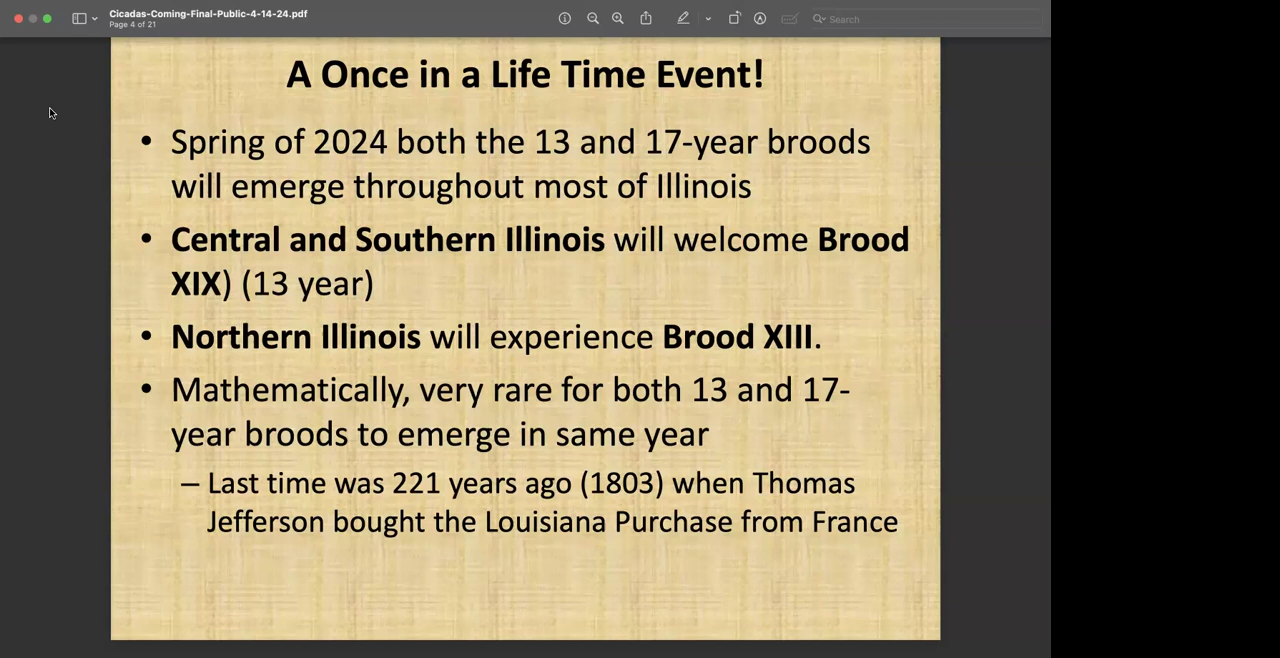 Cicadas-Coming-Final-Public-4-14-24.pdf
Page 4 of 21
Search
A Once in a Life Time Event!
• Spring of 2024 both the 13 and 17-year broods
will emerge throughout most of Illinois
• Central and Southern Illinois will welcome Brood
XIX) (13 year)
• Northern Illinois will experience Brood XIII.
• Mathematically, very rare for both 13 and 17-
year broods to emerge in same year
– Last time was 221 years ago (1803) when Thomas
Jefferson bought the Louisiana Purchase from France